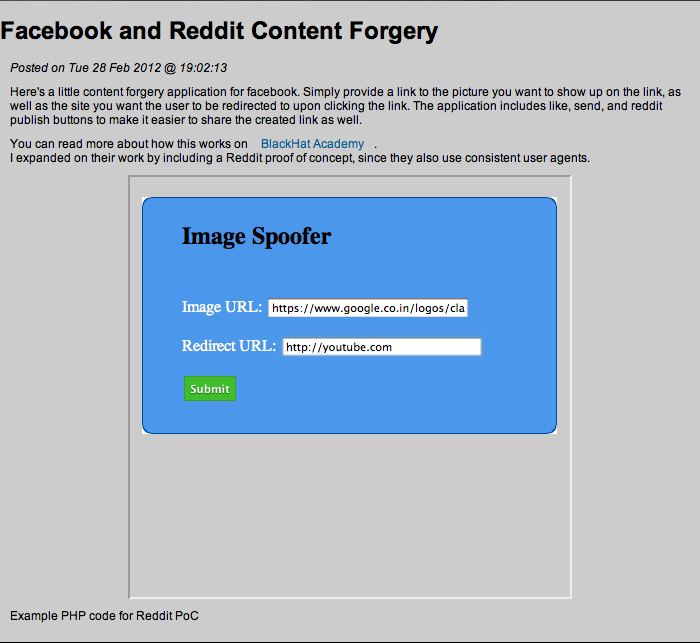 Facebook and Reddit Content Forgery
Posted on Tue 28 Feb 2012 @ 19:02:13
Here's a little content forgery application for facebook. Simply provide a link to the picture you want to show up on the link, as
well as the site you want the user to be redirected to upon clicking the link. The application includes like, send, and reddit
publish buttons to make it easier to share the created link as well.
You can read more about how this works on BlackHat Academy .
I expanded on their work by including a Reddit proof of concept, since they also use consistent user agents.
Image Spoofer
Image URL: https://www.google.co.in/logos/cla
Redirect URL: http://youtube.com
Submit
Example PHP code for Reddit PoC